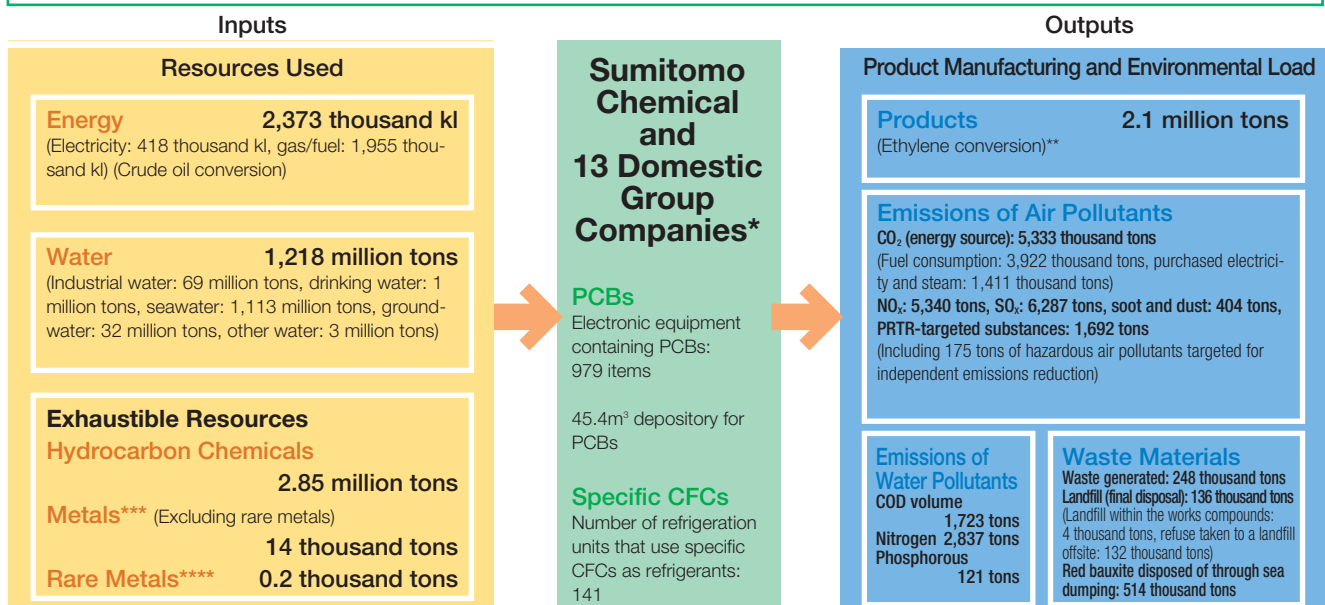 Inputs
Resources Used
Energy 2,373 thousand kl
(Electricity: 418 thousand kl, gas/fuel: 1,955 thou-
sand kl) (Crude oil conversion)
Water 1,218 million tons
(Industrial water: 69 million tons, drinking water: 1
million tons, seawater: 1,113 million tons, ground-
water: 32 million tons, other water: 3 million tons)
Exhaustible Resources
Hydrocarbon Chemicals
2.85 million tons
Metals*** (Excluding rare metals)
14 thousand tons
Rare Metals**** 0.2 thousand tons
Sumitomo
Chemical
and
13 Domestic
Group
Companies*
PCBs
Electronic equipment
containing PCBs:
979 items
45.4m³ depository for
PCBs
Specific CFCs
Number of refrigeration
units that use specific
CFCs as refrigerants:
141
Outputs
Product Manufacturing and Environmental Load
Products 2.1 million tons
(Ethylene conversion)**
Emissions of Air Pollutants
CO₂ (energy source): 5,333 thousand tons
(Fuel consumption: 3,922 thousand tons, purchased electrici-
ty and steam: 1,411 thousand tons)
NOₓ: 5,340 tons, SOₓ: 6,287 tons, soot and dust: 404 tons,
PRTR-targeted substances: 1,692 tons
(Including 175 tons of hazardous air pollutants targeted for
independent emissions reduction)
Emissions of
Water Pollutants
COD volume
1,723 tons
Nitrogen 2,837 tons
Phosphorous
121 tons
Waste Materials
Waste generated: 248 thousand tons
Landfill (final disposal): 136 thousand tons
(Landfill within the works compounds:
4 thousand tons, refuse taken to a landfill
offsite: 132 thousand tons)
Red bauxite disposed of through sea
dumping: 514 thousand tons